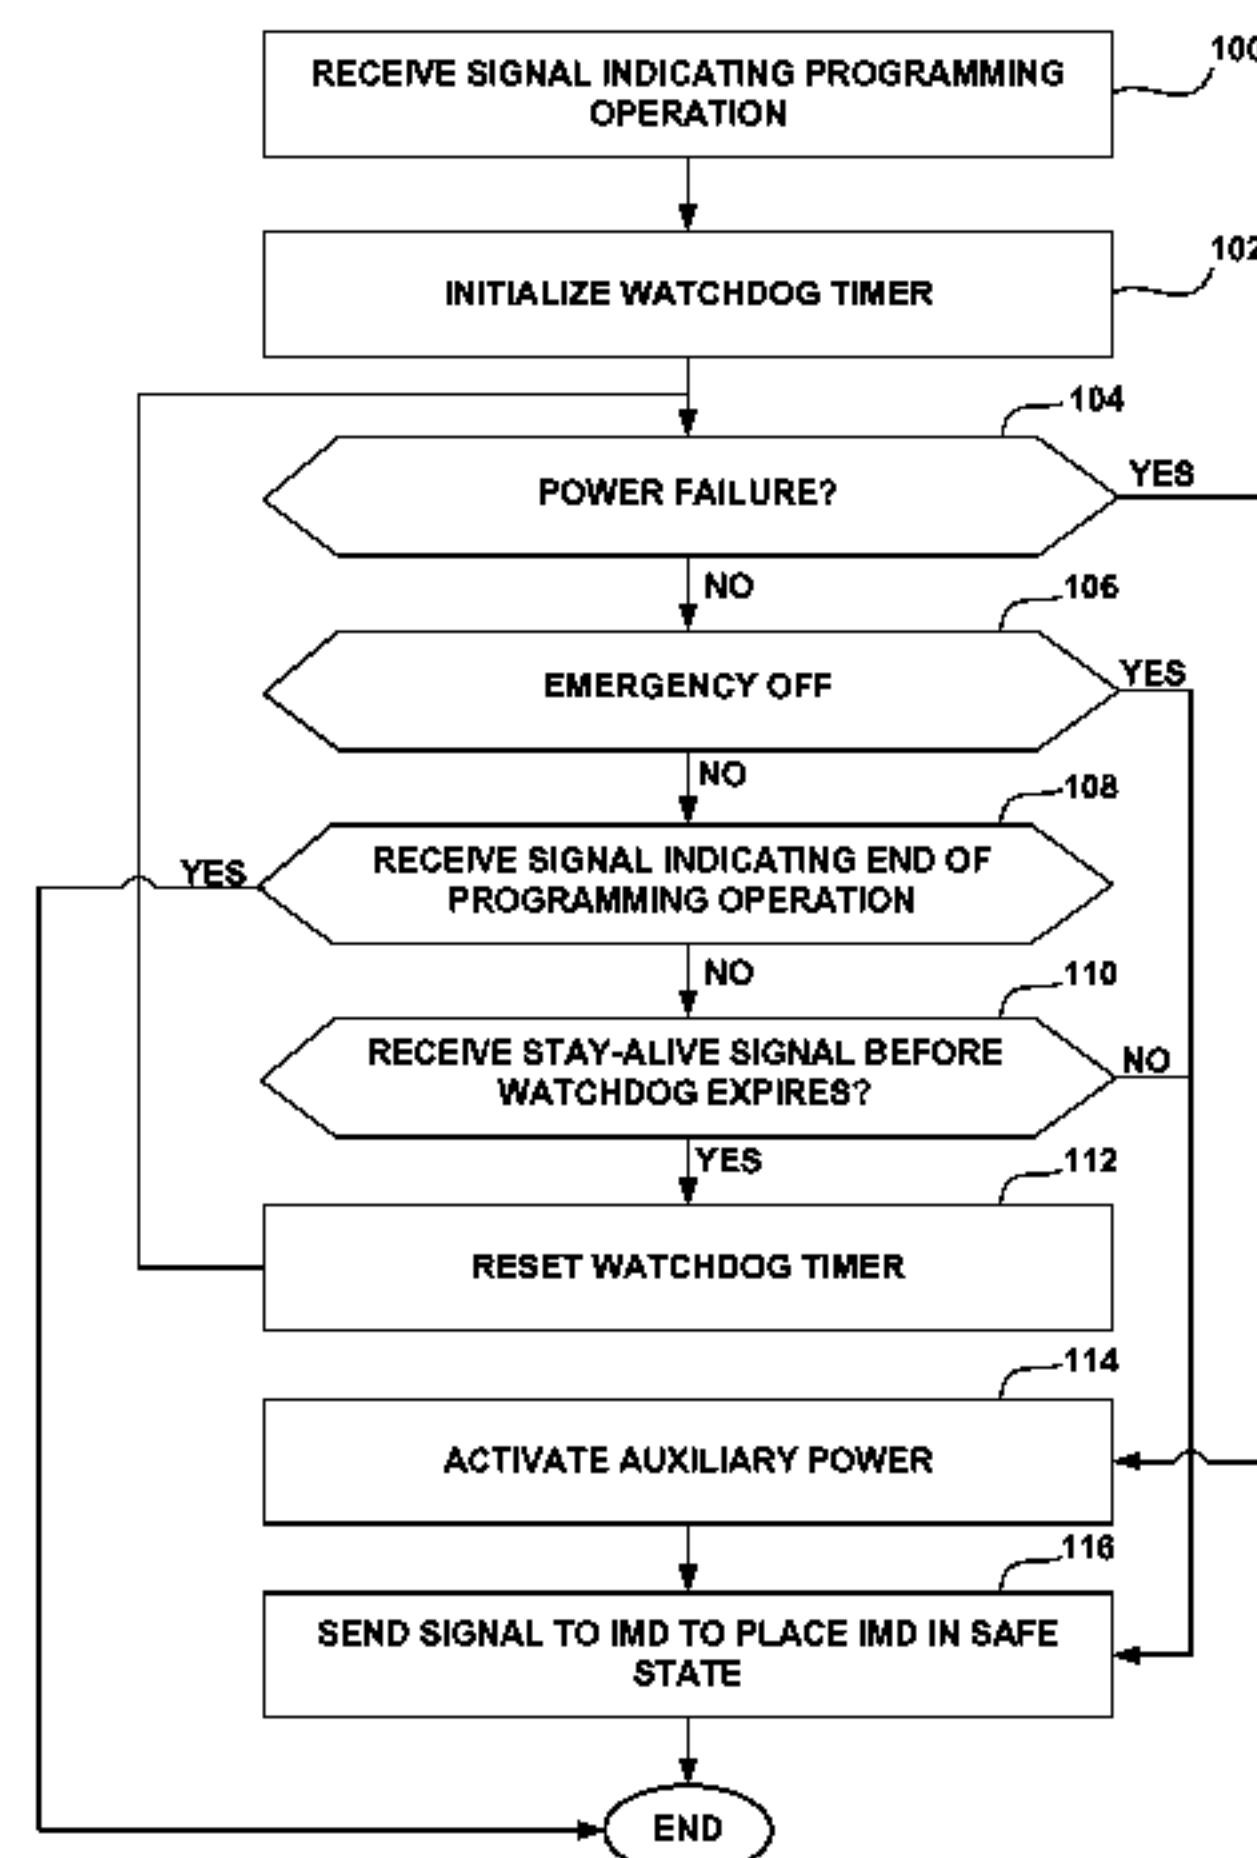 RECEIVE SIGNAL INDICATING PROGRAMMING
OPERATION
100
INITIALIZE WATCHDOG TIMER
102
104
POWER FAILURE?
YES
NO
106
EMERGENCY OFF
YES
NO
108
RECEIVE SIGNAL INDICATING END OF
PROGRAMMING OPERATION
YES
NO
110
RECEIVE STAY-ALIVE SIGNAL BEFORE
WATCHDOG EXPIRES?
NO
YES
112
RESET WATCHDOG TIMER
114
ACTIVATE AUXILIARY POWER
116
SEND SIGNAL TO IMD TO PLACE IMD IN SAFE
STATE
END